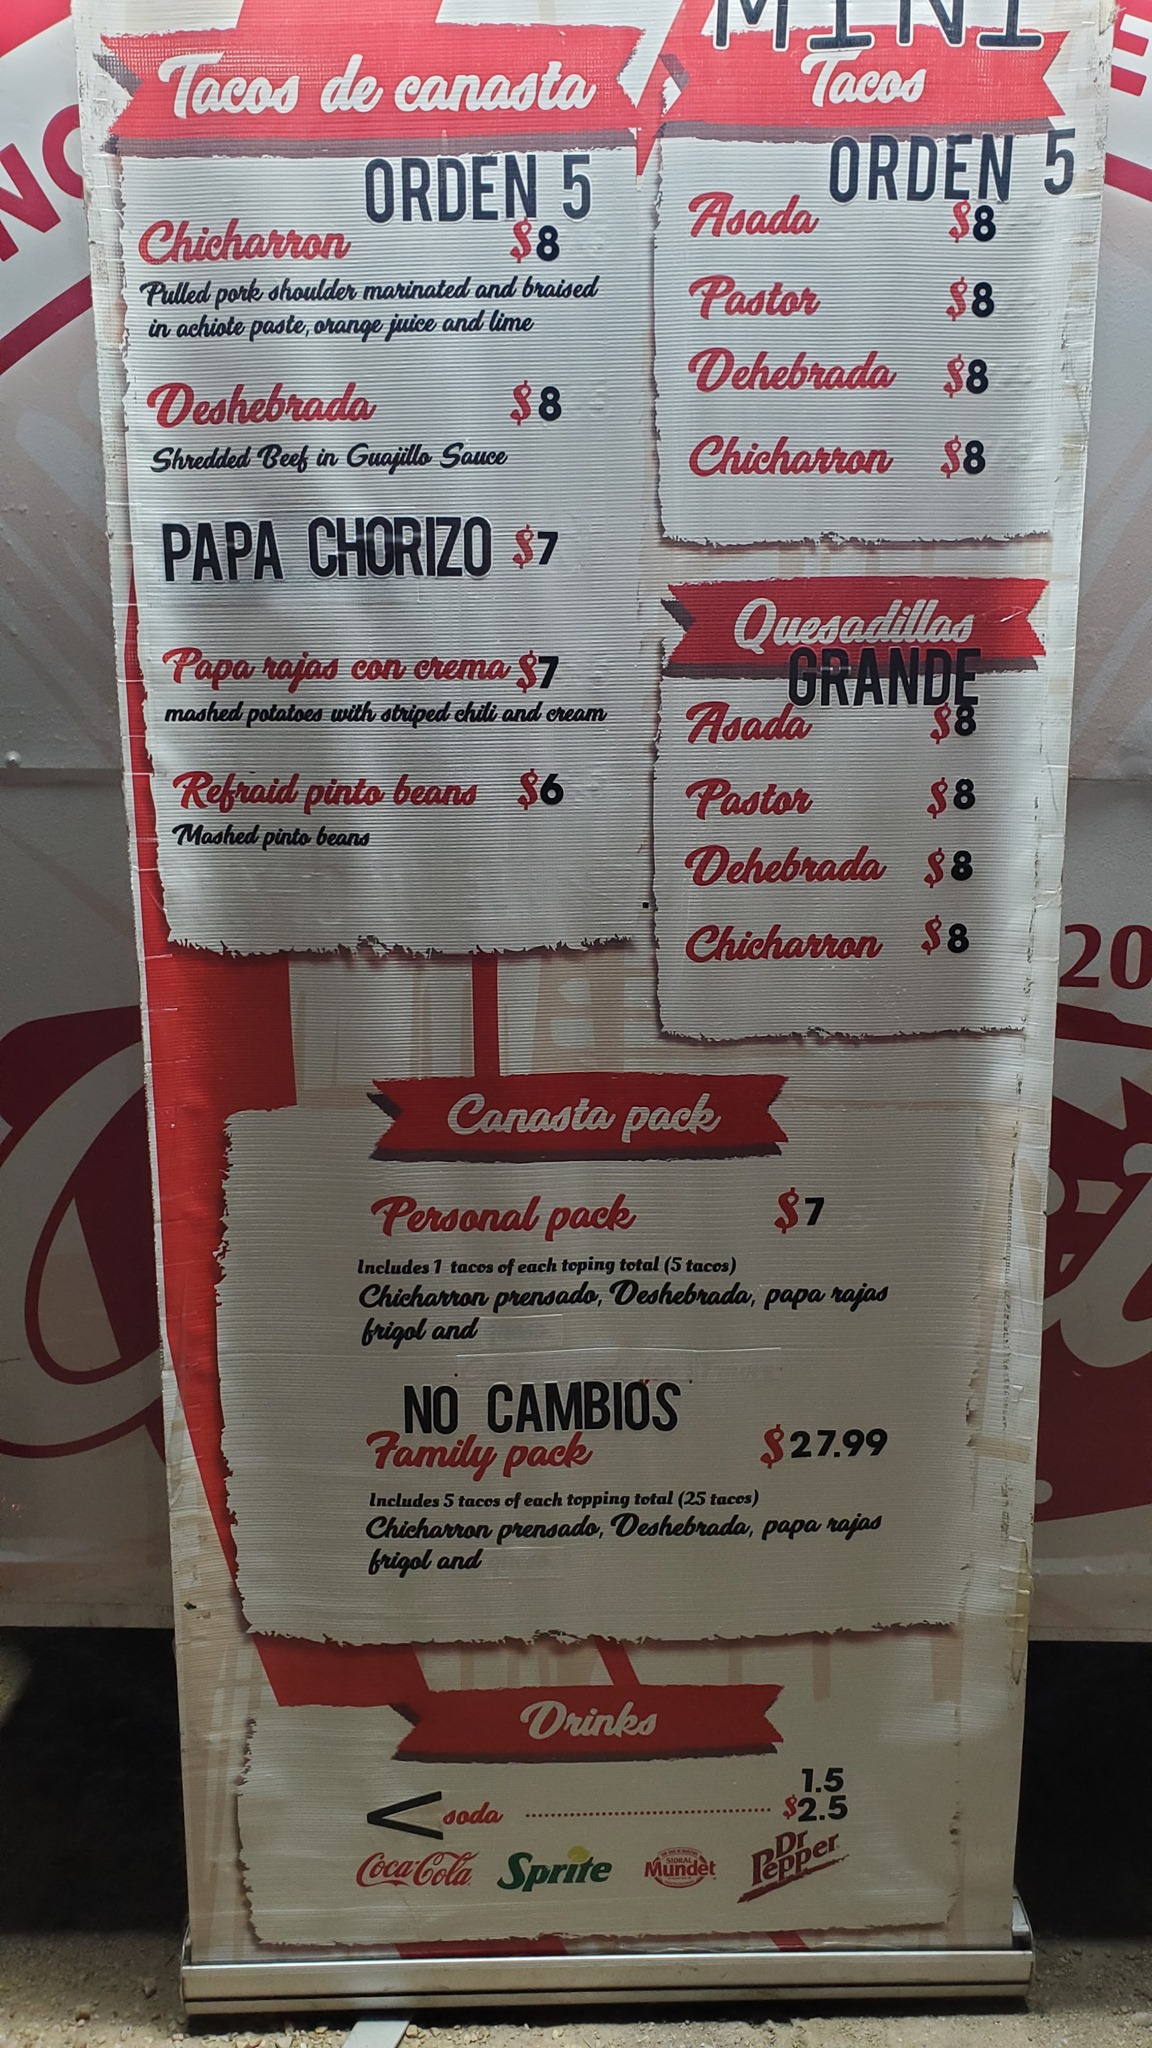 Tacos de canasta
ORDEN 5
Chicharron $8
Pulled pork shoulder marinated and braised
in achiote paste, orange juice and lime
Deshebrada $8
Shredded Beef in Guajillo Sauce
PAPA CHORIZO $7
Papa rajas con crema $7
mashed potatoes with striped chili and cream
Refraid pinto beans $6
Mashed pinto beans
MINI
Tacos
ORDEN 5
Asada $8
Pastor $8
Dehebrada $8
Chicharron $8
Quesadillas
GRANDE
Asada $8
Pastor $8
Dehebrada $8
Chicharron $8
20
Canasta pack
Personal pack $7
Includes 1 tacos of each toping total (5 tacos)
Chicharron prensado, Deshebrada, papa rajas
frigol and
NO CAMBIOS
Family pack $27.99
Includes 5 tacos of each topping total (25 tacos)
Chicharron prensado, Deshebrada, papa rajas
frigol and
Drinks
1.5
< soda $2.5
Coca-Cola Sprite SIDRAL Mundet Dr Pepper